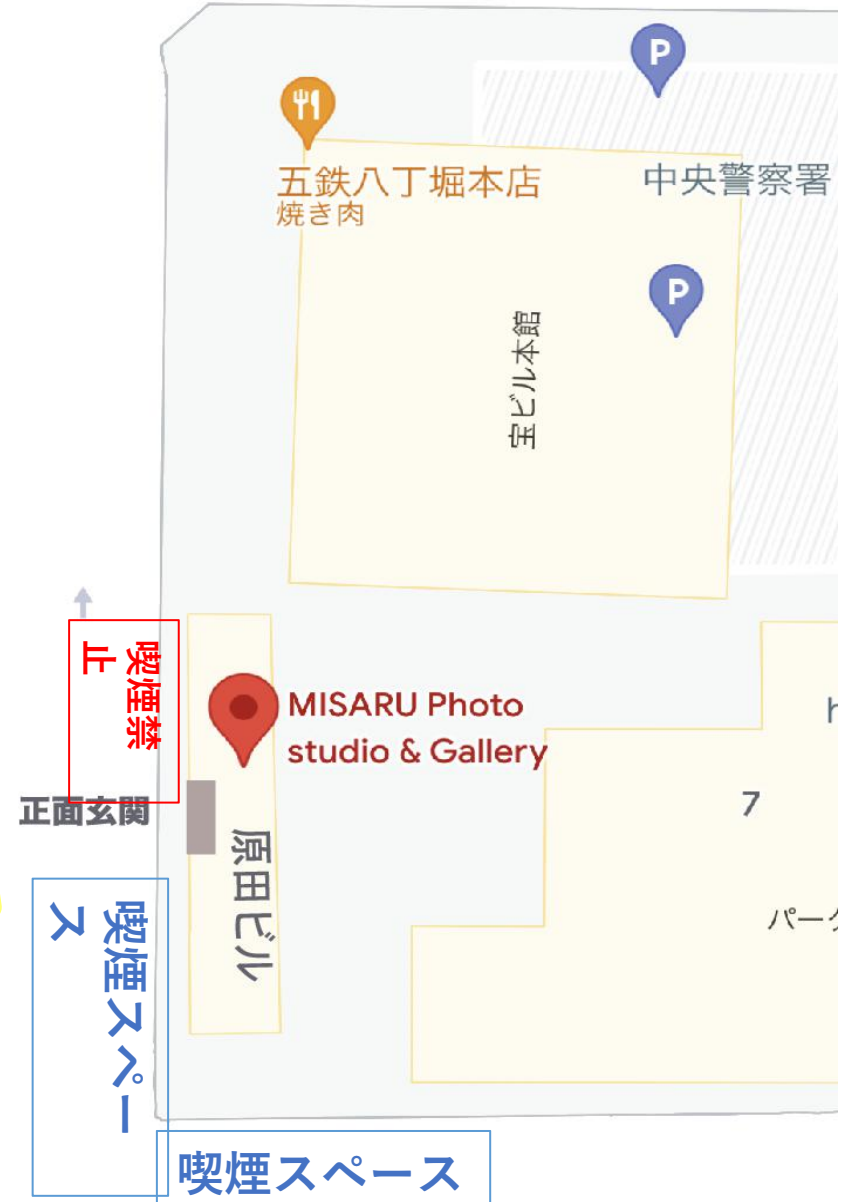 P
五鉄八丁堀本店
焼き肉
中央警察署
P
宝ビル本館
喫煙禁
止
MISARU Photo
studio & Gallery
h
正面玄関
7
原田ビル
パーク
喫煙スペー
ス
喫煙スペース